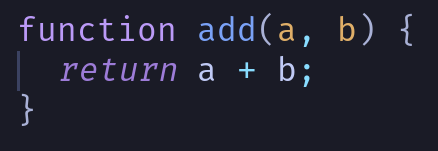 function add(a, b) {
  return a + b;
}